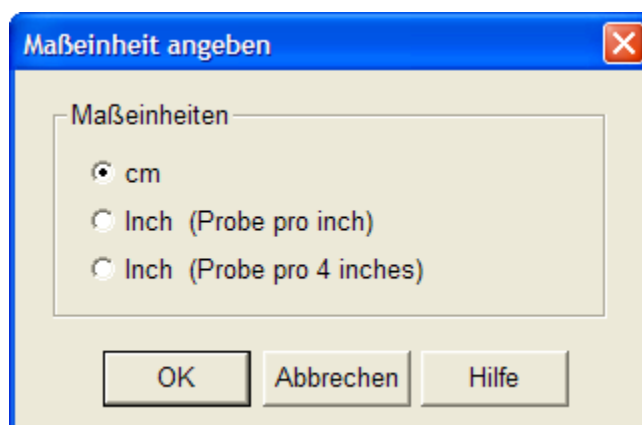 Maßeinheit angeben
Maßeinheiten
cm
Inch (Probe pro inch)
Inch (Probe pro 4 inches)
OK Abbrechen Hilfe